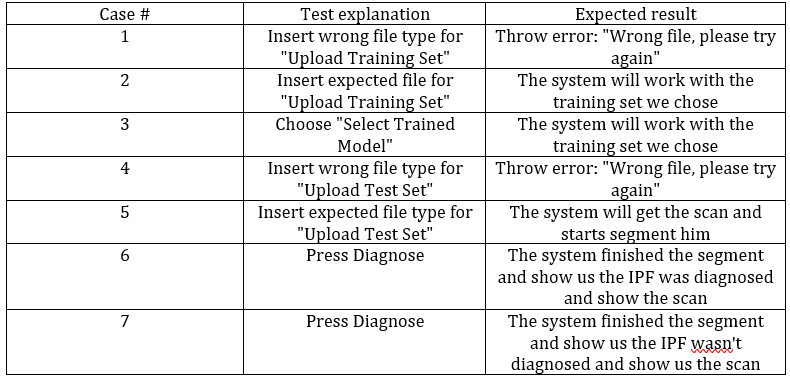 Case # Test explanation Expected result
1 Insert wrong file type for Throw error: "Wrong file, please try
"Upload Training Set" again"
2 Insert expected file for The system will work with the
"Upload Training Set" training set we chose
3 Choose "Select Trained The system will work with the
Model" training set we chose
4 Insert wrong file type for Throw error: "Wrong file, please try
"Upload Test Set" again"
5 Insert expected file type for The system will get the scan and
"Upload Test Set" starts segment him
6 Press Diagnose The system finished the segment
and show us the IPF was diagnosed
and show the scan
7 Press Diagnose The system finished the segment
and show us the IPF wasn't
diagnosed and show us the scan